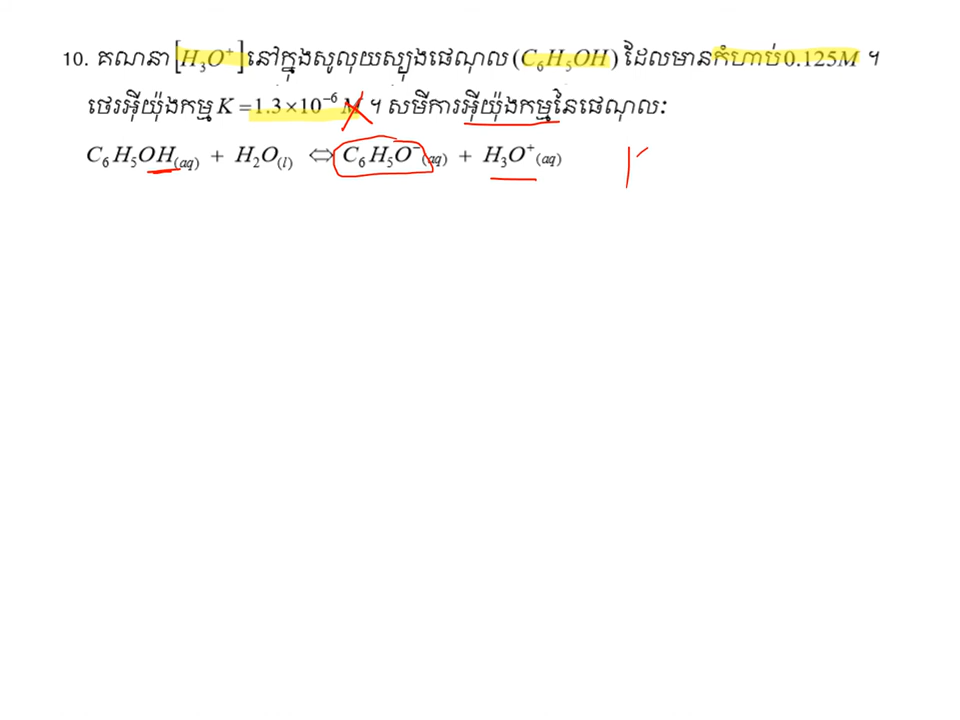 10. គណនា [H₃O⁺] នៅក្នុងសូលុយស្យុងផេណុល (C₆H₅OH) ដែលមានកំហាប់ 0.125M ។
ថេរអ៊ីយ៉ុងកម្ម K = 1.3×10⁻⁶ M ។ សមីការអ៊ីយ៉ុងកម្មនៃផេណុល:
C₆H₅OH(aq) + H₂O(l) ⇔ C₆H₅O⁻(aq) + H₃O⁺(aq)